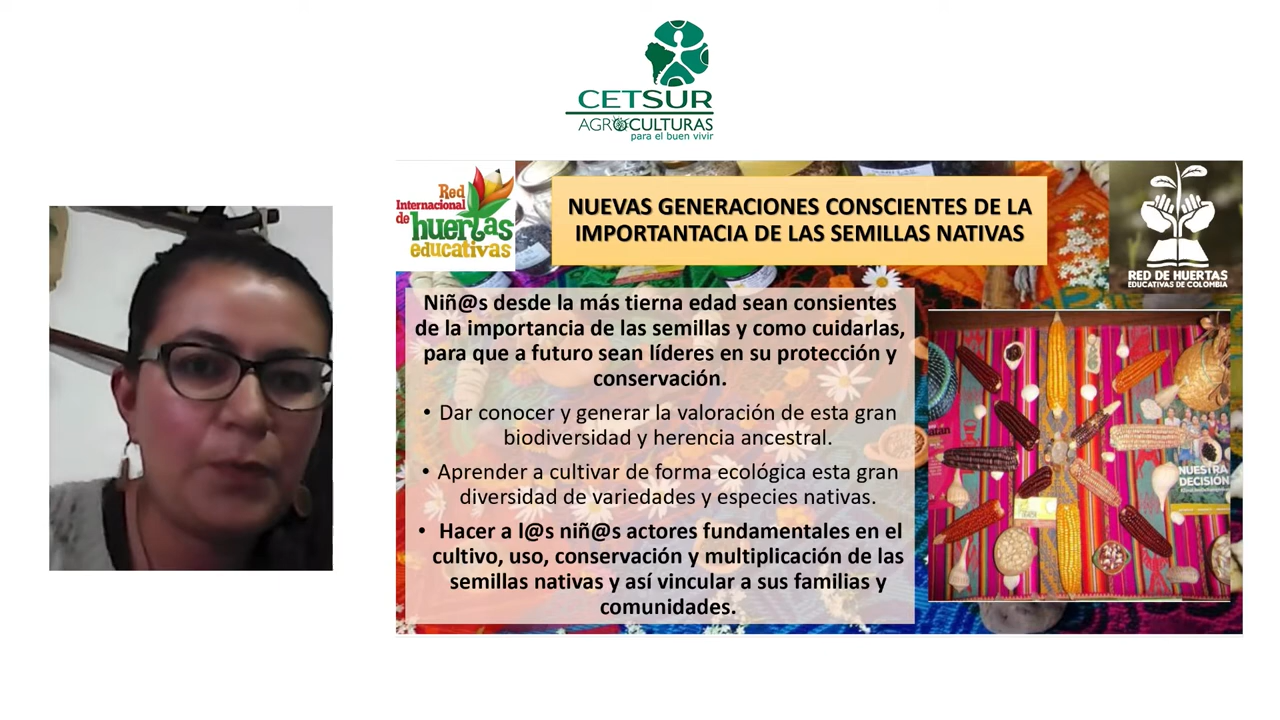 CETSUR
AGROCULTURAS
para el buen vivir
Red
Internacional
de huertas
educativas
NUEVAS GENERACIONES CONSCIENTES DE LA
IMPORTANTACIA DE LAS SEMILLAS NATIVAS
RED DE HUERTAS
EDUCATIVAS DE COLOMBIA
Niñ@s desde la más tierna edad sean consientes
de la importancia de las semillas y como cuidarlas,
para que a futuro sean líderes en su protección y
conservación.
• Dar conocer y generar la valoración de esta gran
biodiversidad y herencia ancestral.
• Aprender a cultivar de forma ecológica esta gran
diversidad de variedades y especies nativas.
• Hacer a l@s niñ@s actores fundamentales en el
cultivo, uso, conservación y multiplicación de las
semillas nativas y así vincular a sus familias y
comunidades.
NUESTRA
DECISIÓN